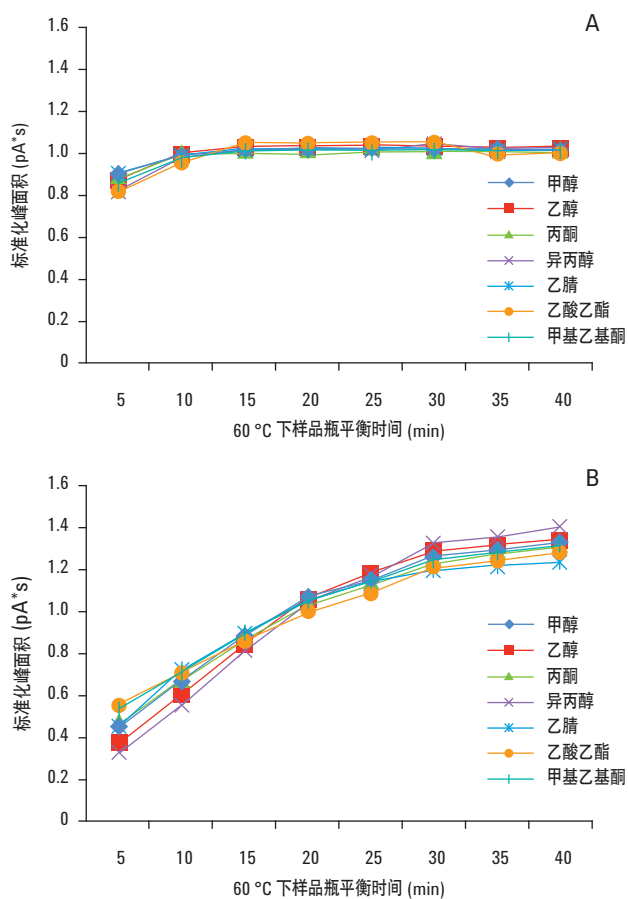 A
1.6
1.4
1.2
1.0
0.8
0.6
0.4
0.2
0
标准化峰面积 (pA*s)
甲醇
乙醇
丙酮
异丙醇
乙腈
乙酸乙酯
甲基乙基酮
5 10 15 20 25 30 35 40
60 °C 下样品瓶平衡时间 (min)
B
1.6
1.4
1.2
1.0
0.8
0.6
0.4
0.2
0
标准化峰面积 (pA*s)
甲醇
乙醇
丙酮
异丙醇
乙腈
乙酸乙酯
甲基乙基酮
5 10 15 20 25 30 35 40
60 °C 下样品瓶平衡时间 (min)